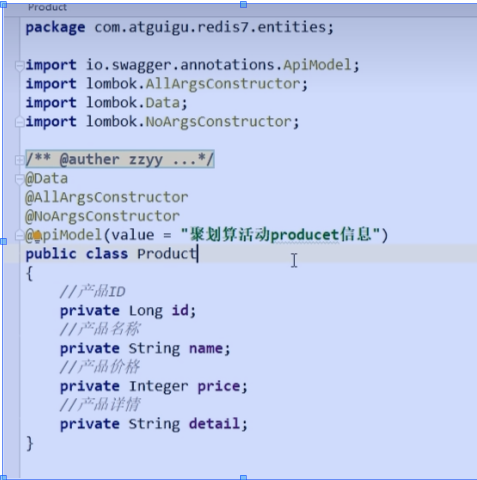 Product
package com.atguigu.redis7.entities;
import io.swagger.annotations.ApiModel;
import lombok.AllArgsConstructor;
import lombok.Data;
import lombok.NoArgsConstructor;
/** @auther zzyy ...*/
@Data
@AllArgsConstructor
@NoArgsConstructor
@ApiModel(value = "聚划算活动producet信息")
public class Product
{
//产品ID
private Long id;
//产品名称
private String name;
//产品价格
private Integer price;
//产品详情
private String detail;
}